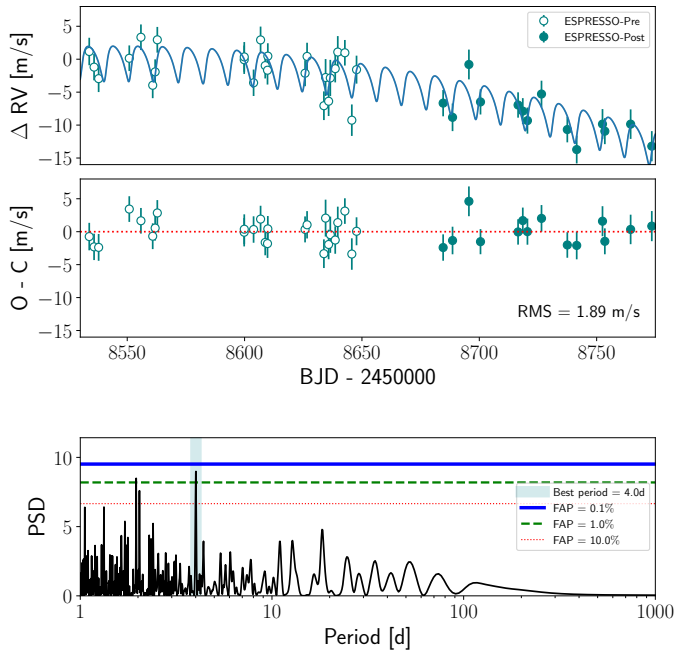 ESPRESSO-Pre
ESPRESSO-Post
5
0
−5
−10
−15
Δ RV [m/s]
5
0
−5
−10
−15
O - C [m/s]
RMS = 1.89 m/s
8550 8600 8650 8700 8750
BJD - 2450000
10
5
0
PSD
Best period = 4.0d
FAP = 0.1%
FAP = 1.0%
FAP = 10.0%
1 10 100 1000
Period [d]